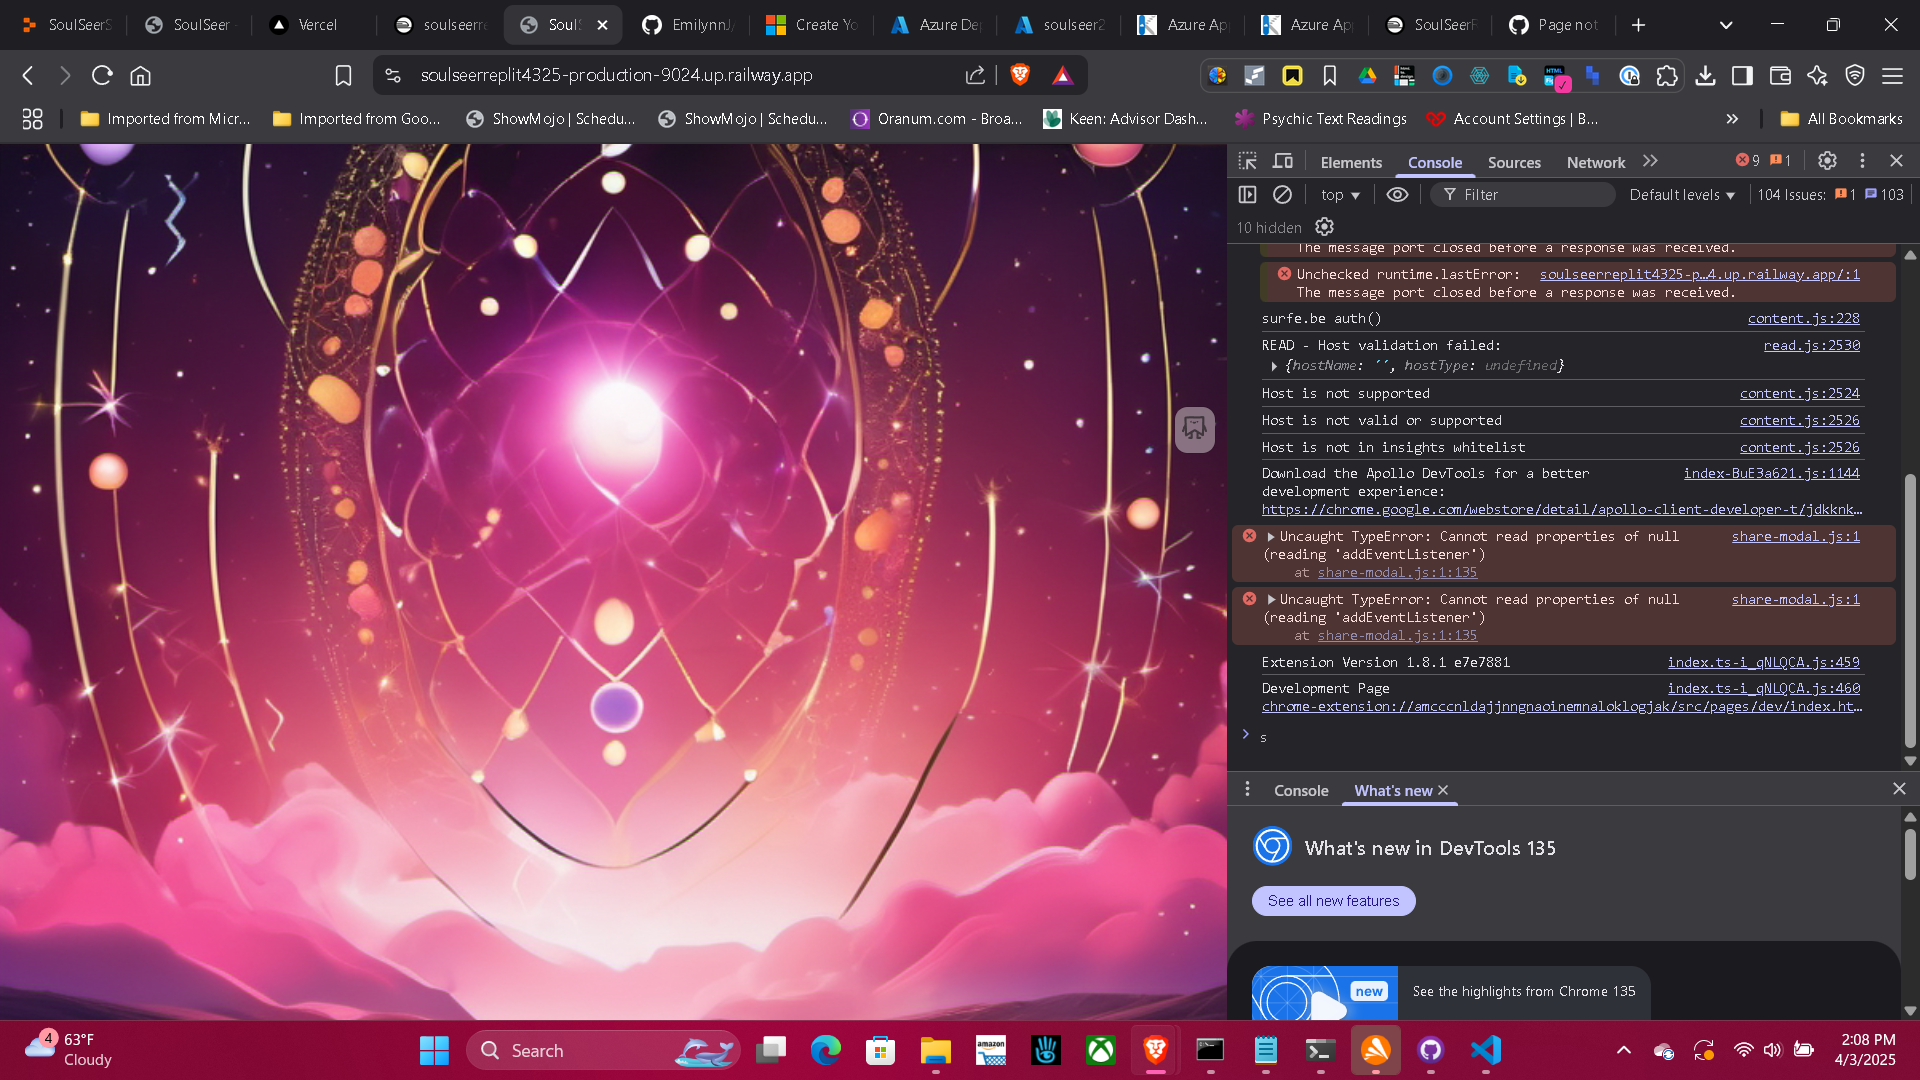 SoulSeerS
SoulSeer
Vercel
soulseerre
SoulS
EmilynnJ
Create Yo
Azure De
soulseer2
Azure Ap
Azure Ap
SoulSeerF
Page not
soulseerreplit4325-production-9024.up.railway.app
Imported from Micr...
Imported from Goo...
ShowMojo | Schedu...
ShowMojo | Schedu...
Oranum.com - Broa...
Keen: Advisor Dash...
Psychic Text Readings
Account Settings | B...
All Bookmarks
Elements
Console
Sources
Network
9
1
top
Filter
Default levels
104 Issues:
1
103
10 hidden
The message port closed before a response was received.
Unchecked runtime.lastError: soulseerreplit4325-p…4.up.railway.app/:1
The message port closed before a response was received.
surfe.be auth() content.js:228
READ - Host validation failed: read.js:2530
{hostName: '', hostType: undefined}
Host is not supported content.js:2524
Host is not valid or supported content.js:2526
Host is not in insights whitelist content.js:2526
Download the Apollo DevTools for a better index-BuE3a621.js:1144
development experience:
https://chrome.google.com/webstore/detail/apollo-client-developer-t/jdkknk…
Uncaught TypeError: Cannot read properties of null share-modal.js:1
(reading 'addEventListener')
at share-modal.js:1:135
Uncaught TypeError: Cannot read properties of null share-modal.js:1
(reading 'addEventListener')
at share-modal.js:1:135
Extension Version 1.8.1 e7e7881 index.ts-i_qNLQCA.js:459
Development Page index.ts-i_qNLQCA.js:460
chrome-extension://amcccnldajjnngnaoinemnaloklogjak/src/pages/dev/index.ht…
s
Console
What's new
What's new in DevTools 135
See all new features
new
See the highlights from Chrome 135
4
63°F
Cloudy
Search
amazon
2:08 PM
4/3/2025